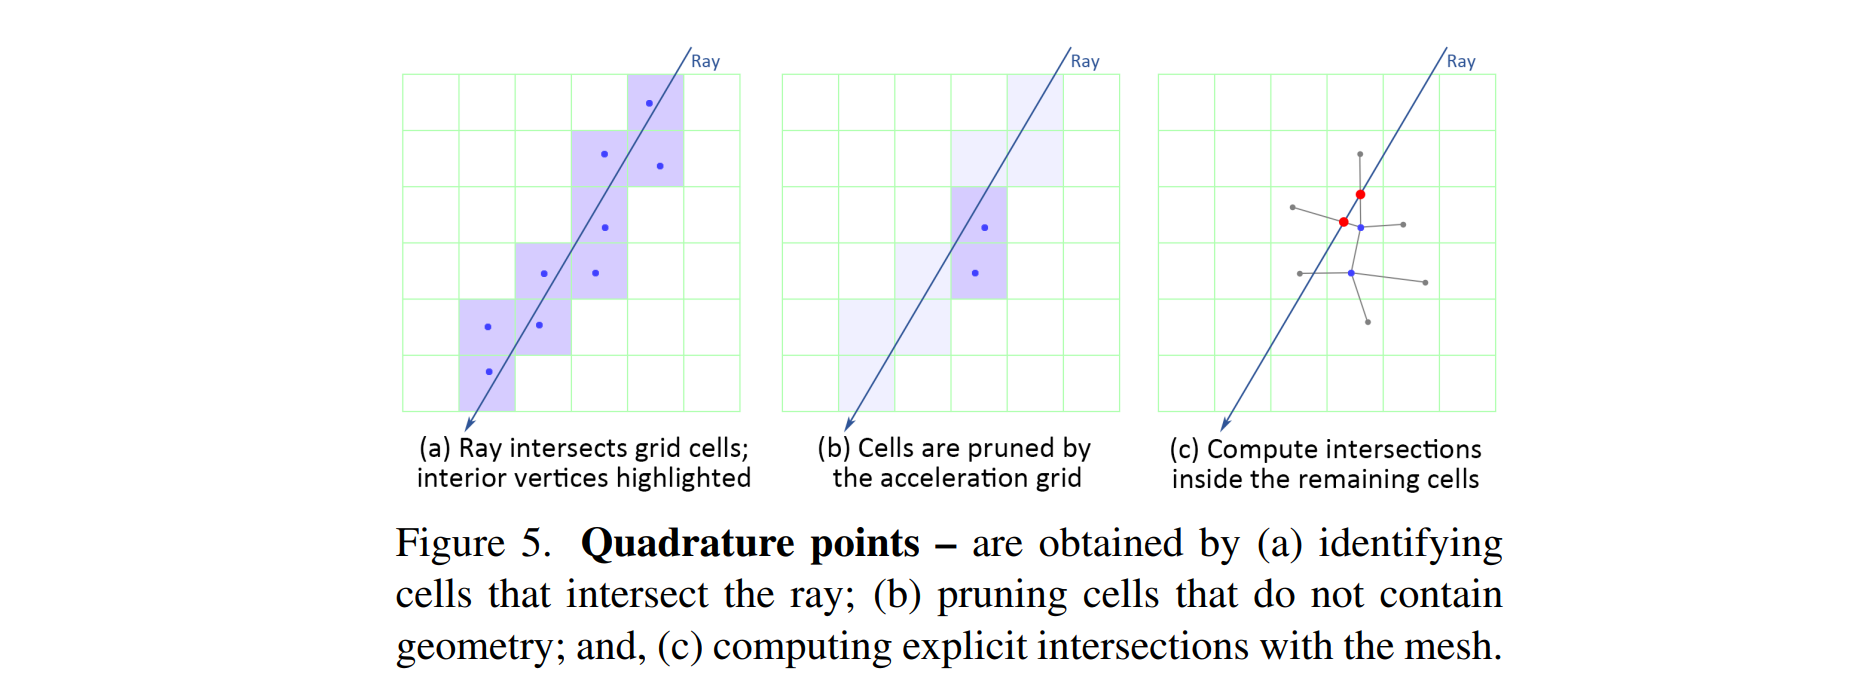 Ray
Ray
Ray
(a) Ray intersects grid cells;
interior vertices highlighted
(b) Cells are pruned by
the acceleration grid
(c) Compute intersections
inside the remaining cells
Figure 5. Quadrature points – are obtained by (a) identifying
cells that intersect the ray; (b) pruning cells that do not contain
geometry; and, (c) computing explicit intersections with the mesh.